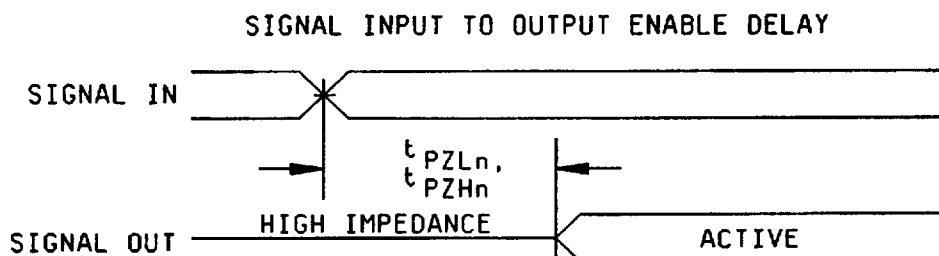 SIGNAL INPUT TO OUTPUT ENABLE DELAY
SIGNAL IN
tPZLn,
tPZHn
HIGH IMPEDANCE
SIGNAL OUT
ACTIVE